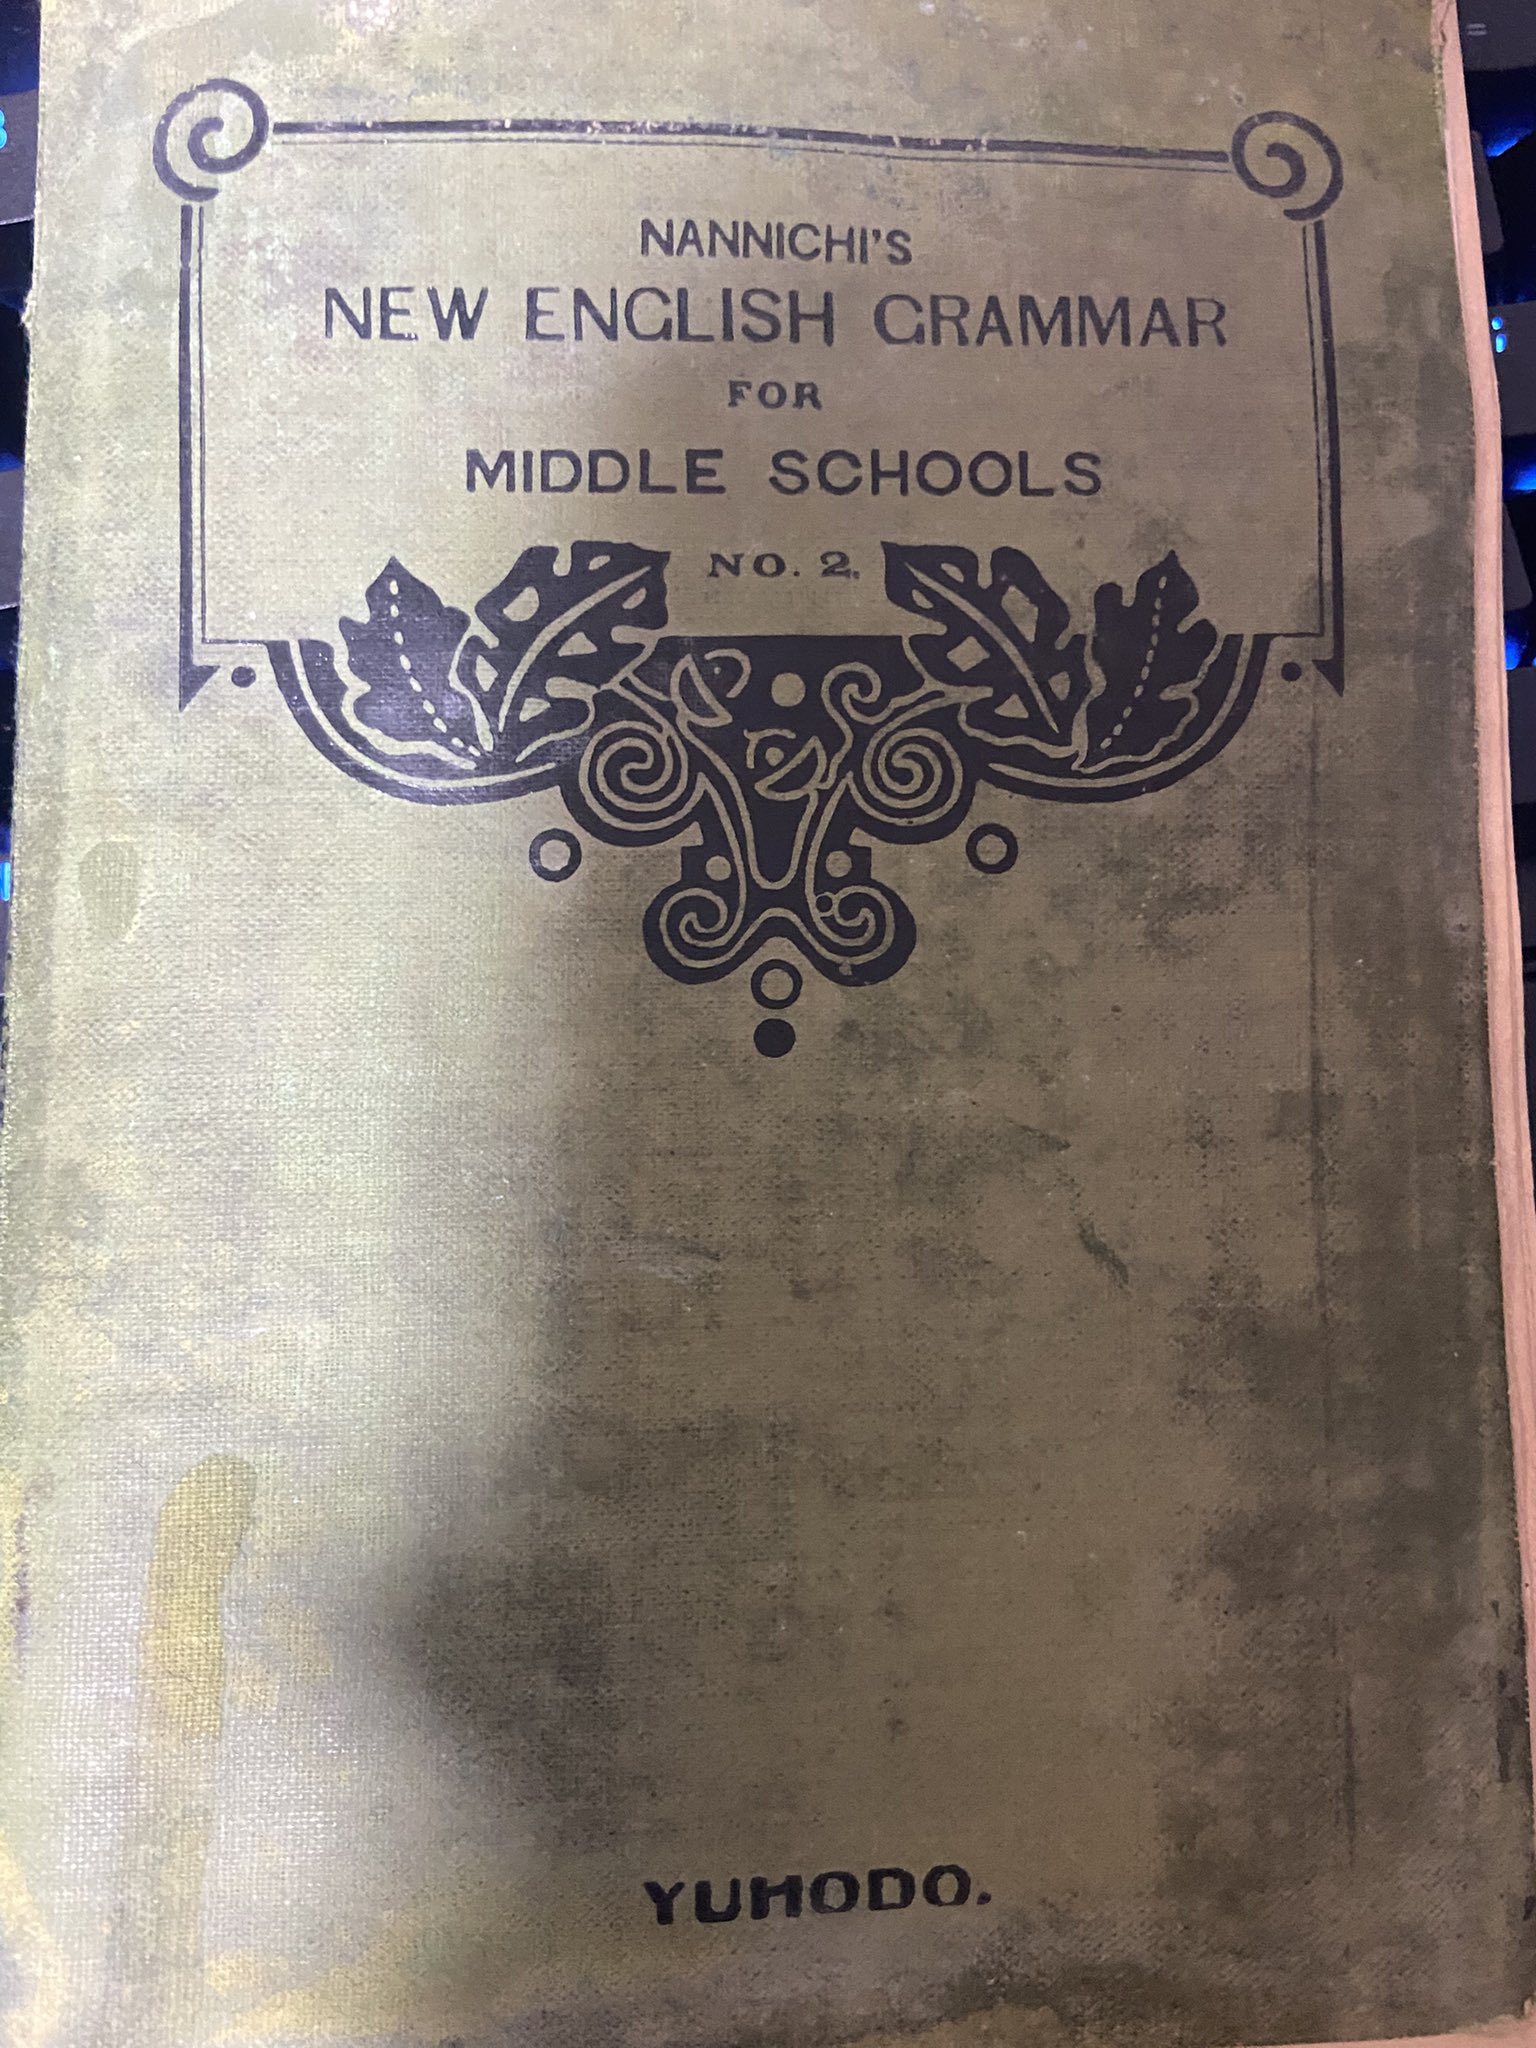 NANNICHI'S
NEW ENGLISH GRAMMAR
FOR
MIDDLE SCHOOLS
NO. 2.
YUHODO.